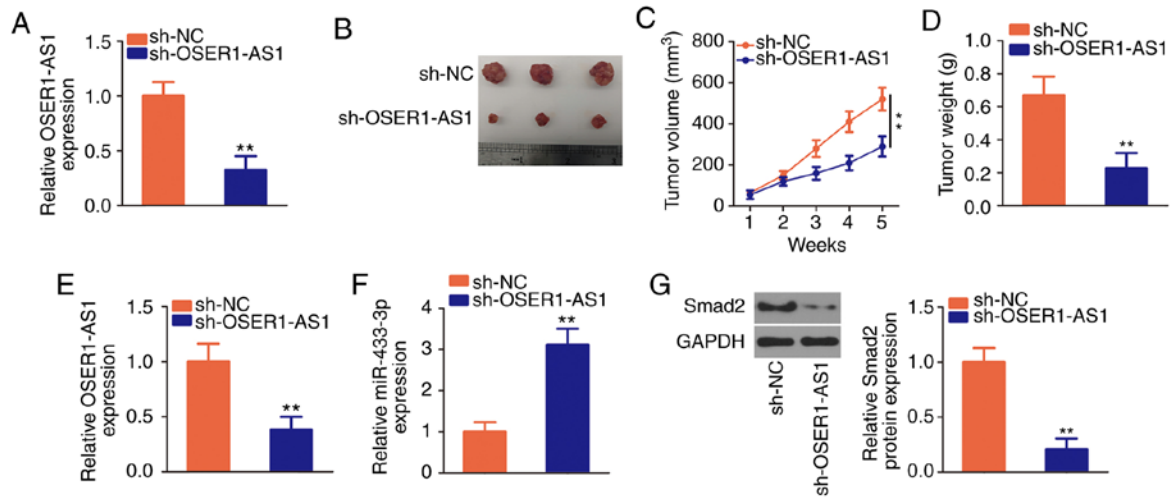 A
sh-NC
sh-OSER1-AS1
Relative OSER1-AS1
expression
1.5
1.0
0.5
0.0
**
B
sh-NC
sh-OSER1-AS1
C
sh-NC
sh-OSER1-AS1
Tumor volume (mm³)
800
600
400
200
0
**
1 2 3 4 5
Weeks
D
sh-NC
sh-OSER1-AS1
Tumor weight (g)
1.0
0.8
0.6
0.4
0.2
0.0
**
E
sh-NC
sh-OSER1-AS1
Relative OSER1-AS1
expression
1.5
1.0
0.5
0.0
**
F
sh-NC
sh-OSER1-AS1
Relative miR-433-3p
expression
4
3
2
1
0
**
G
Smad2
GAPDH
sh-NC
sh-OSER1-AS1
sh-NC
sh-OSER1-AS1
Relative Smad2
protein expression
1.5
1.0
0.5
0.0
**